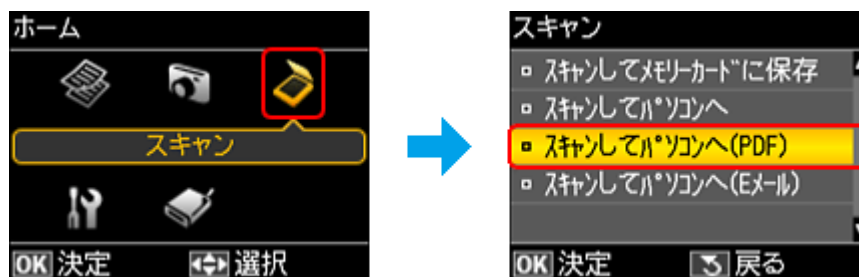 ホーム
スキャン
OK 決定 選択
スキャン
スキャンしてメモリーカードに保存
スキャンしてパソコンへ
スキャンしてパソコンへ(PDF)
スキャンしてパソコンへ(Eメール)
OK 決定 戻る